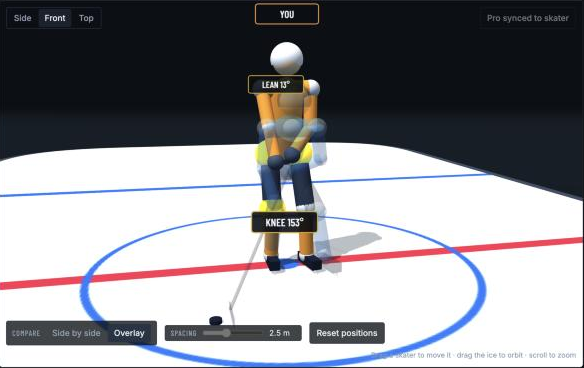 Side Front Top
YOU
Pro synced to skater
LEAN 13°
KNEE 153°
COMPARE Side by side Overlay
SPACING 2.5 m
Reset positions
skater to move it · drag the ice to orbit · scroll to zoom